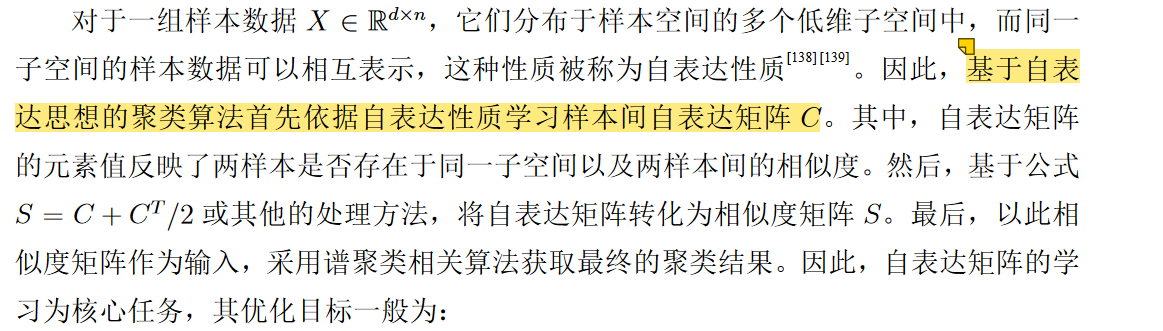 对于一组样本数据 X ∈ ℝ^{d×n}，它们分布于样本空间的多个低维子空间中，而同一
子空间的样本数据可以相互表示，这种性质被称为自表达性质[138][139]。因此，基于自表
达思想的聚类算法首先依据自表达性质学习样本间自表达矩阵 C。其中，自表达矩阵
的元素值反映了两样本是否存在于同一子空间以及两样本间的相似度。然后，基于公式
S = C + C^T/2 或其他的处理方法，将自表达矩阵转化为相似度矩阵 S。最后，以此相
似度矩阵作为输入，采用谱聚类相关算法获取最终的聚类结果。因此，自表达矩阵的学
习为核心任务，其优化目标一般为：